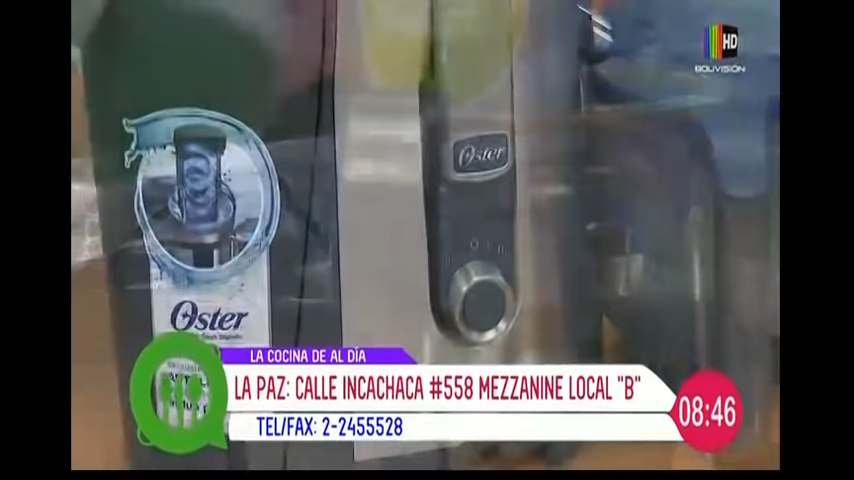 HD
BOLIVISIÓN
Oster
Oster
LA COCINA DE AL DÍA
LA PAZ: CALLE INCACHACA #558 MEZZANINE LOCAL "B"
08:46
TEL/FAX: 2-2455528